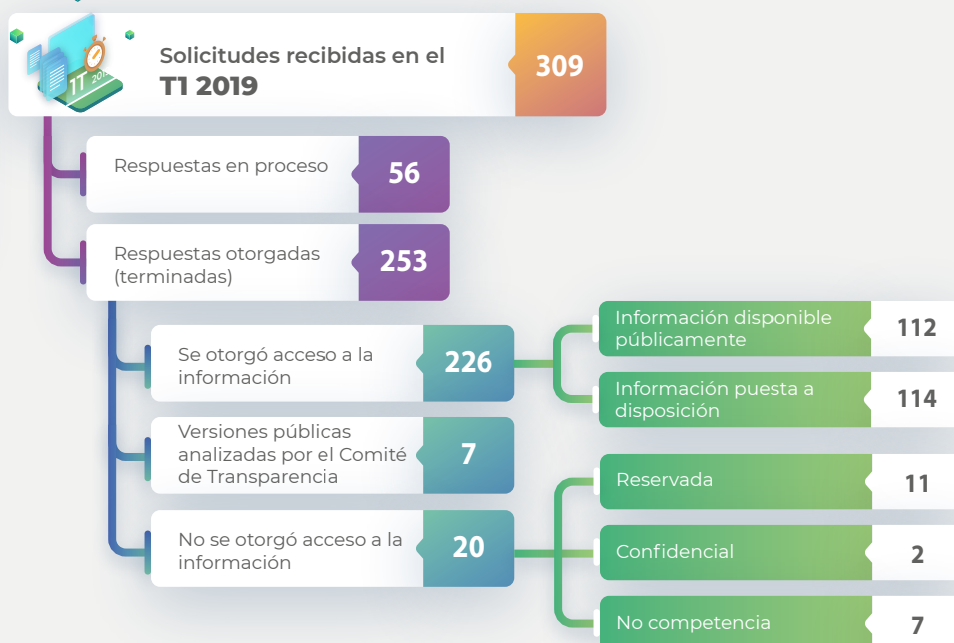 Solicitudes recibidas en el
T1 2019
309
1T 2019
Respuestas en proceso
56
Respuestas otorgadas
(terminadas)
253
Se otorgó acceso a la
información
226
Información disponible
públicamente
112
Información puesta a
disposición
114
Versiones públicas
analizadas por el Comité
de Transparencia
7
No se otorgó acceso a la
información
20
Reservada
11
Confidencial
2
No competencia
7